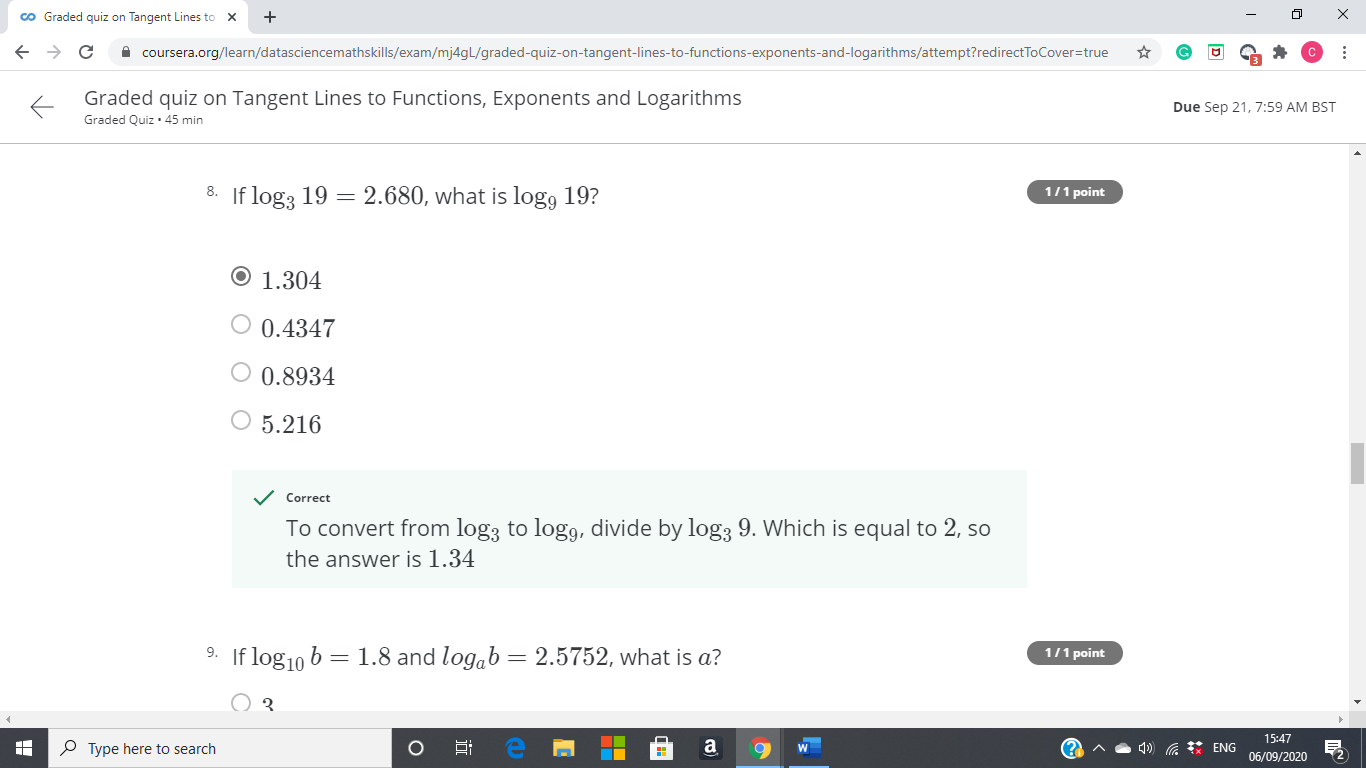 Graded quiz on Tangent Lines to
coursera.org/learn/datasciencemathskills/exam/mj4gL/graded-quiz-on-tangent-lines-to-functions-exponents-and-logarithms/attempt?redirectToCover=true
3
C
Graded quiz on Tangent Lines to Functions, Exponents and Logarithms
Graded Quiz • 45 min
Due Sep 21, 7:59 AM BST
8. If log₃ 19 = 2.680, what is log₉ 19?
1 / 1 point
1.304
0.4347
0.8934
5.216
Correct
To convert from log₃ to log₉, divide by log₃ 9. Which is equal to 2, so
the answer is 1.34
9. If log₁₀ b = 1.8 and logₐb = 2.5752, what is a?
1 / 1 point
3
Type here to search
ENG
15:47
06/09/2020
2